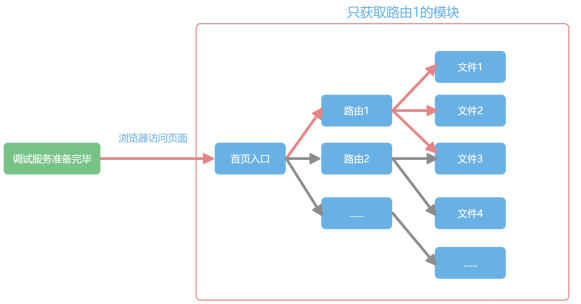 只获取路由1的模块
文件1
路由1
文件2
浏览器访问页面
调试服务准备完毕
首页入口
路由2
文件3
......
文件4
......